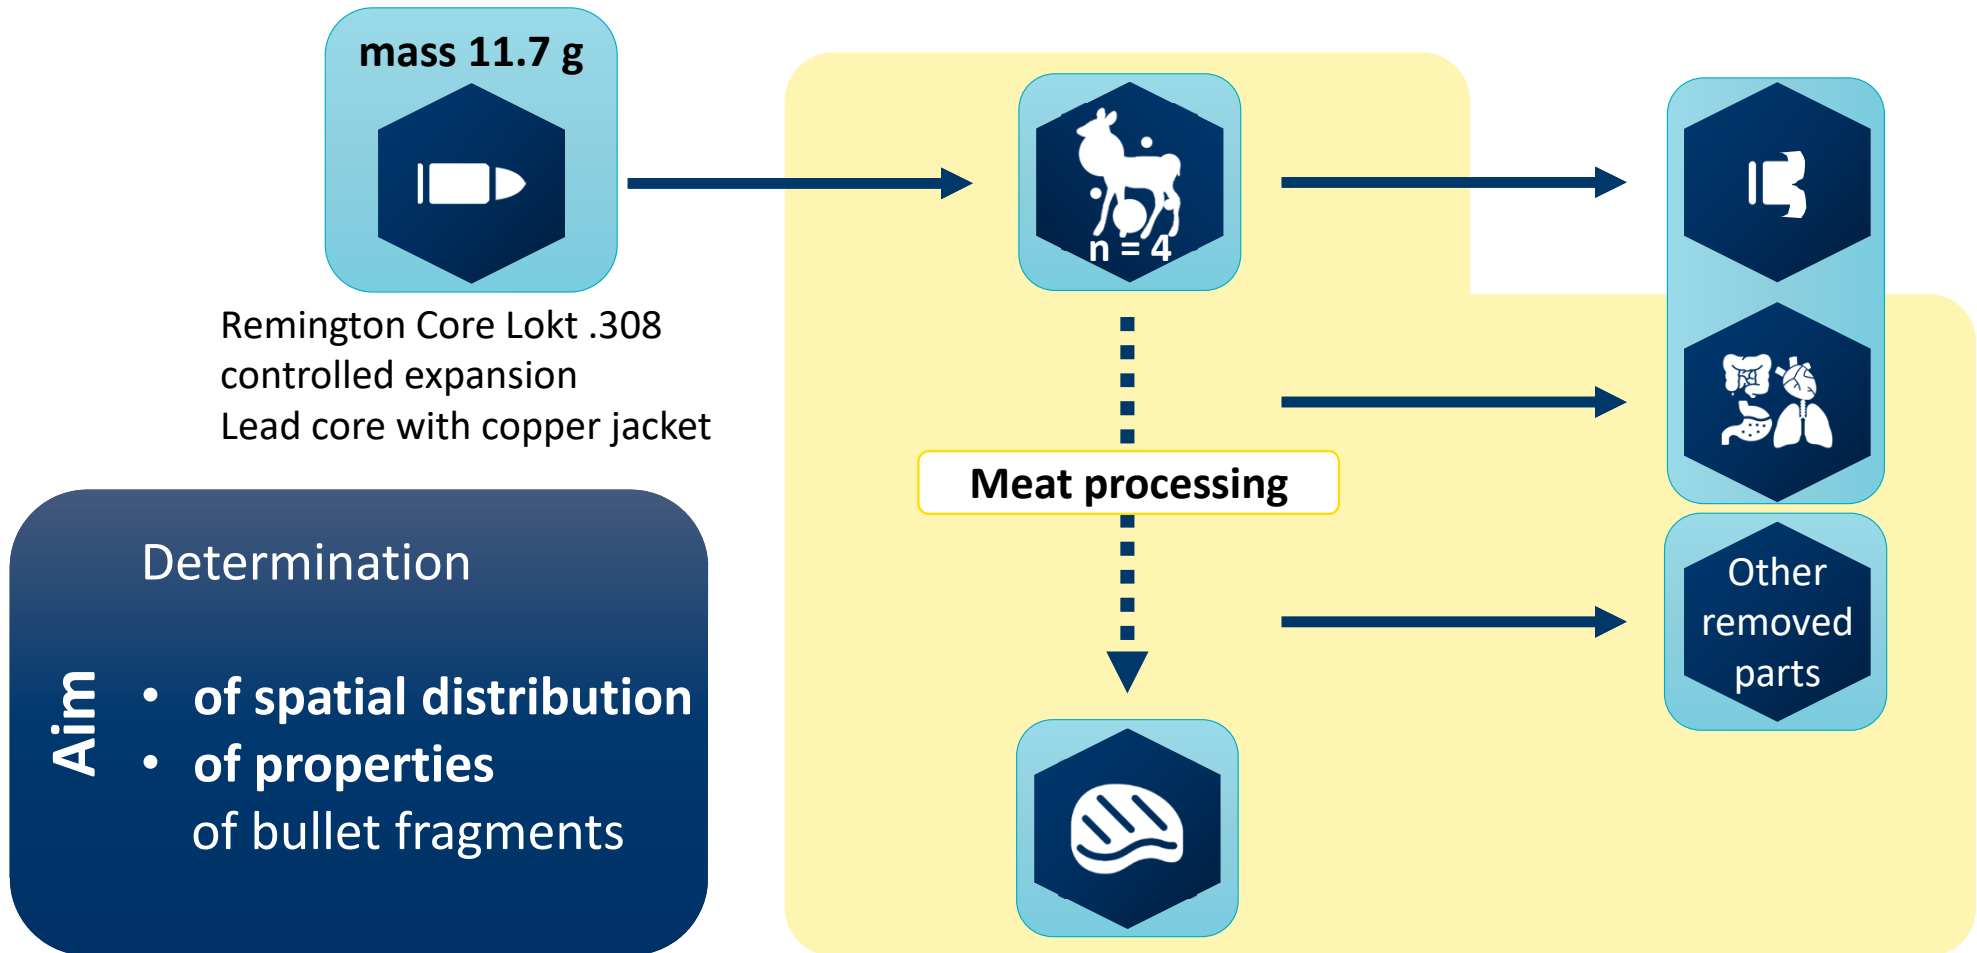 mass 11.7 g
n = 4
Remington Core Lokt .308
controlled expansion
Lead core with copper jacket
Meat processing
Other
removed
parts
Aim
Determination
• of spatial distribution
• of properties
of bullet fragments